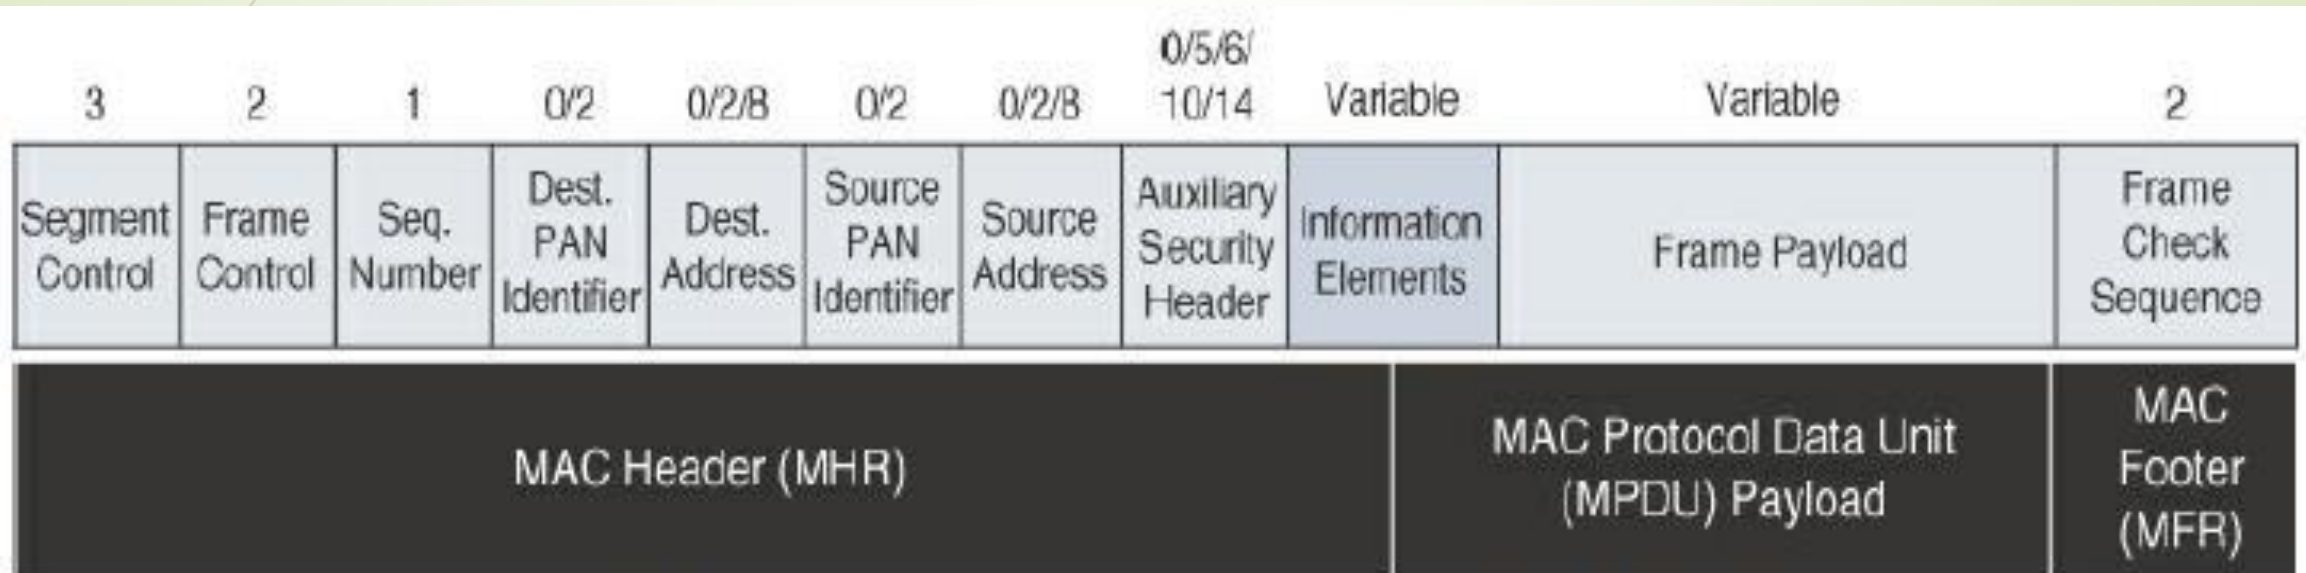 0/5/6/
3 2 1 0/2 0/2/8 0/2 0/2/8 10/14 Variable Variable 2
Segment
Control
Frame
Control
Seq.
Number
Dest.
PAN
Identifier
Dest.
Address
Source
PAN
Identifier
Source
Address
Auxiliary
Security
Header
Information
Elements
Frame Payload
Frame
Check
Sequence
MAC Header (MHR)
MAC Protocol Data Unit
(MPDU) Payload
MAC
Footer
(MFR)